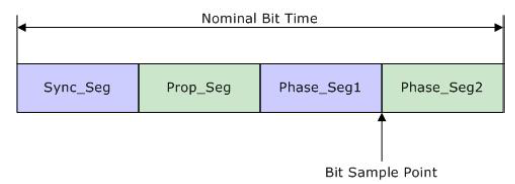 Nominal Bit Time
Sync_Seg
Prop_Seg
Phase_Seg1
Phase_Seg2
Bit Sample Point